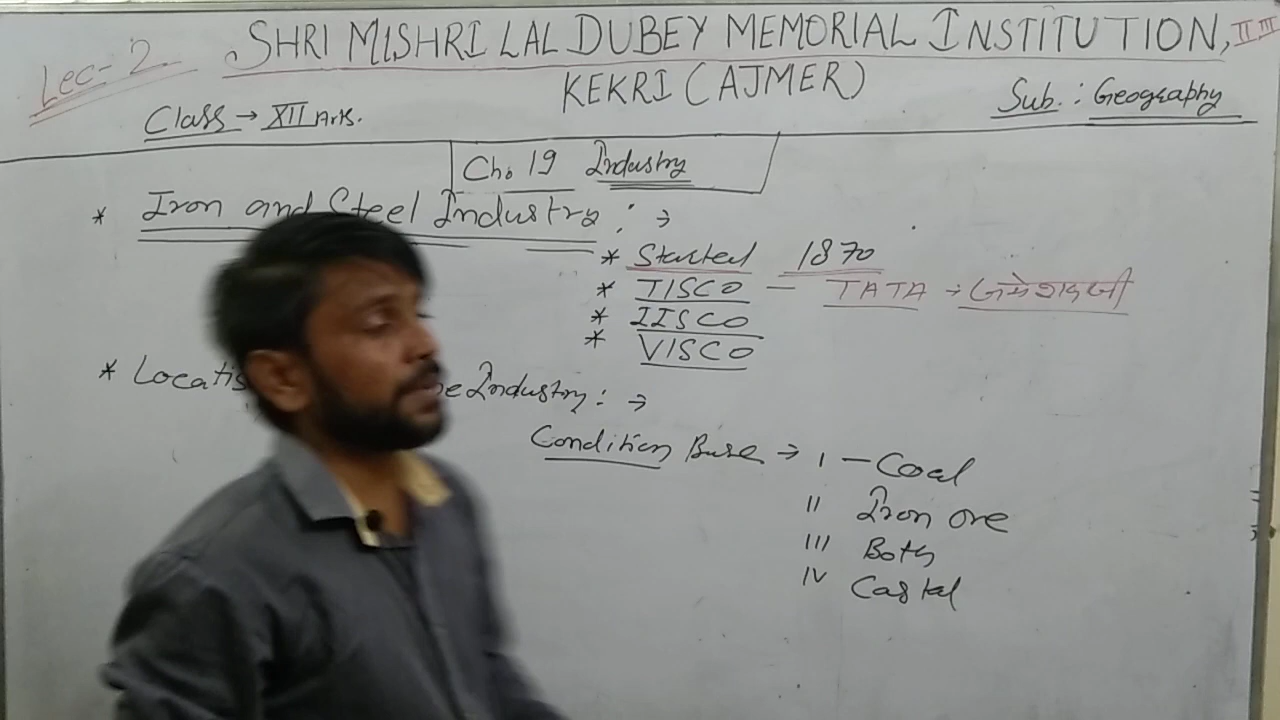 Lec- 2
SHRI MISHRI LAL DUBEY MEMORIAL INSTITUTION, II III
KEKRI (AJMER)
Class → XII Arts.
Sub. : Geography
Ch. 19 Industry
* Iron and Steel Industry : →
* Started 1870
* TISCO — TATA → जमशेदजी
* IISCO
* VISCO
* Locati Industry : →
Condition Base → I — Coal
II Iron ore
III Both
IV Castal